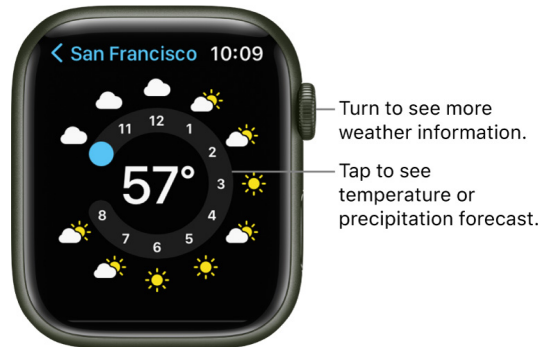 San Francisco 10:09
12
11
1
2
57°
3
8
4
7
5
6
Turn to see more
weather information.
Tap to see
temperature or
precipitation forecast.